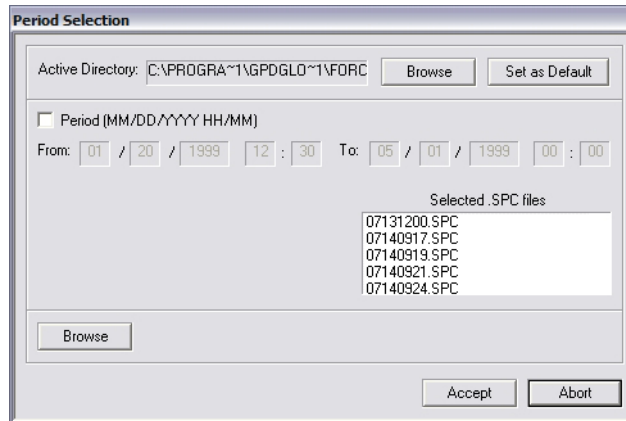 Period Selection
Active Directory: C:\PROGRA~1\GPDGLO~1\FORC Browse Set as Default
Period (MM/DD/YYYY HH/MM)
From: 01 / 20 / 1999 12 : 30 To: 05 / 01 / 1999 00 : 00
Selected .SPC files
07131200.SPC
07140917.SPC
07140919.SPC
07140921.SPC
07140924.SPC
Browse
Accept Abort